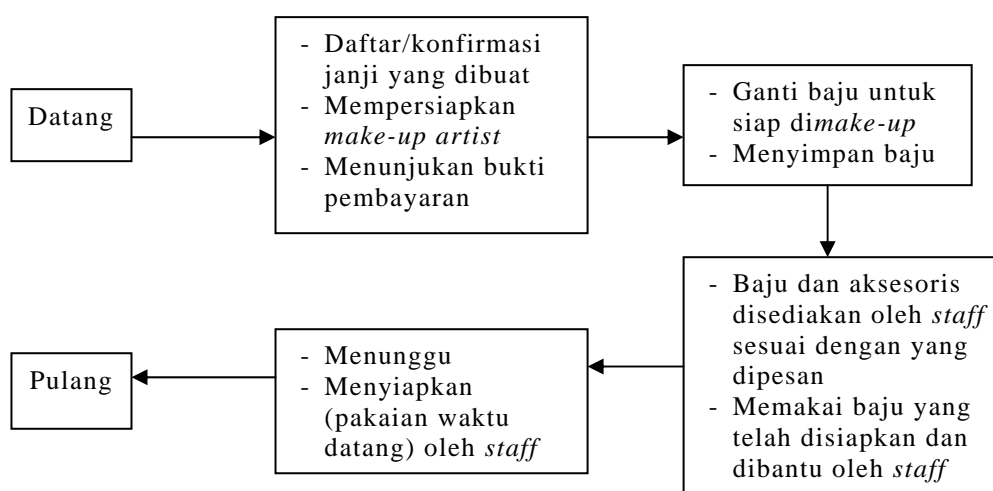 Datang
- Daftar/konfirmasi
janji yang dibuat
- Mempersiapkan
make-up artist
- Menunjukan bukti
pembayaran
- Ganti baju untuk
siap dimake-up
- Menyimpan baju
- Baju dan aksesoris
disediakan oleh staff
sesuai dengan yang
dipesan
- Memakai baju yang
telah disiapkan dan
dibantu oleh staff
- Menunggu
- Menyiapkan
(pakaian waktu
datang) oleh staff
Pulang